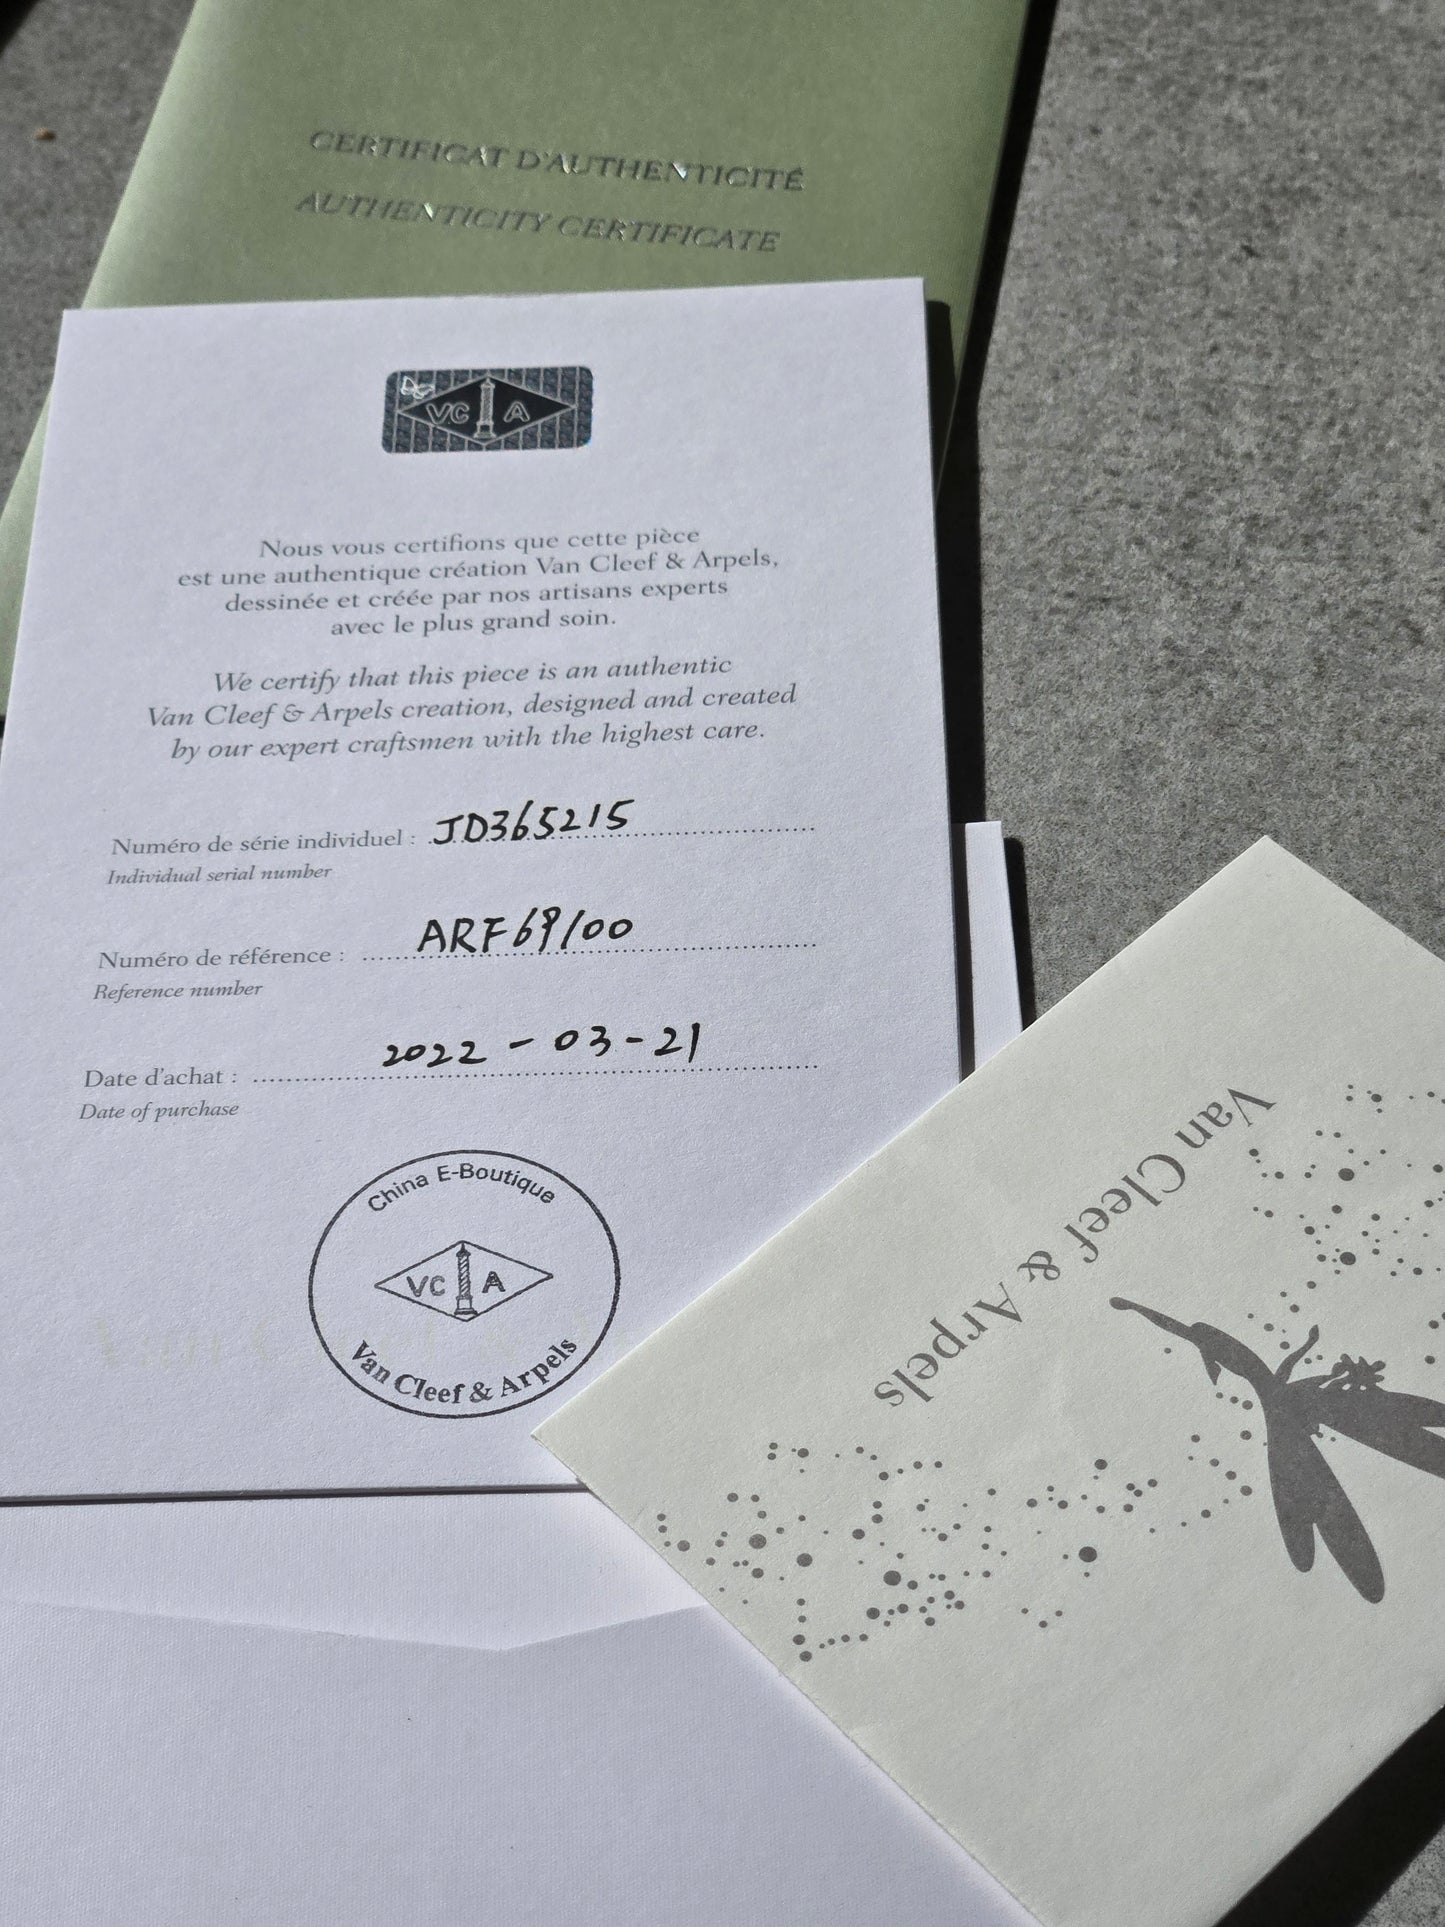 CERTIFICAT D'AUTHENTICITÉ
AUTHENTICITY CERTIFICATE
VC A
Nous vous certifions que cette pièce
est une authentique création Van Cleef & Arpels,
dessinée et créée par nos artisans experts
avec le plus grand soin.
We certify that this piece is an authentic
Van Cleef & Arpels creation, designed and created
by our expert craftsmen with the highest care.
Numéro de série individuel : JD365215
Individual serial number
Numéro de référence : ARF69100
Reference number
Date d'achat : 2022-03-21
Date of purchase
China E-Boutique
VC A
Van Cleef & Arpels
Van Cleef & Arpels